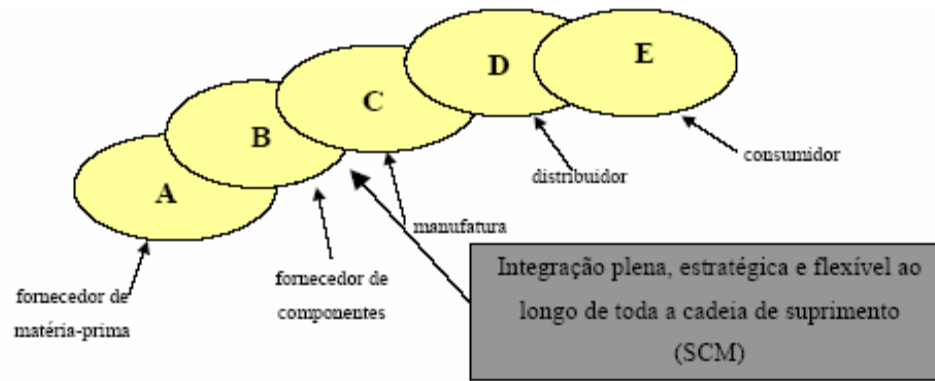 A
B
C
D
E
fornecedor de
matéria-prima
fornecedor de
componentes
manufatura
distribuidor
consumidor
Integração plena, estratégica e flexível ao
longo de toda a cadeia de suprimento
(SCM)